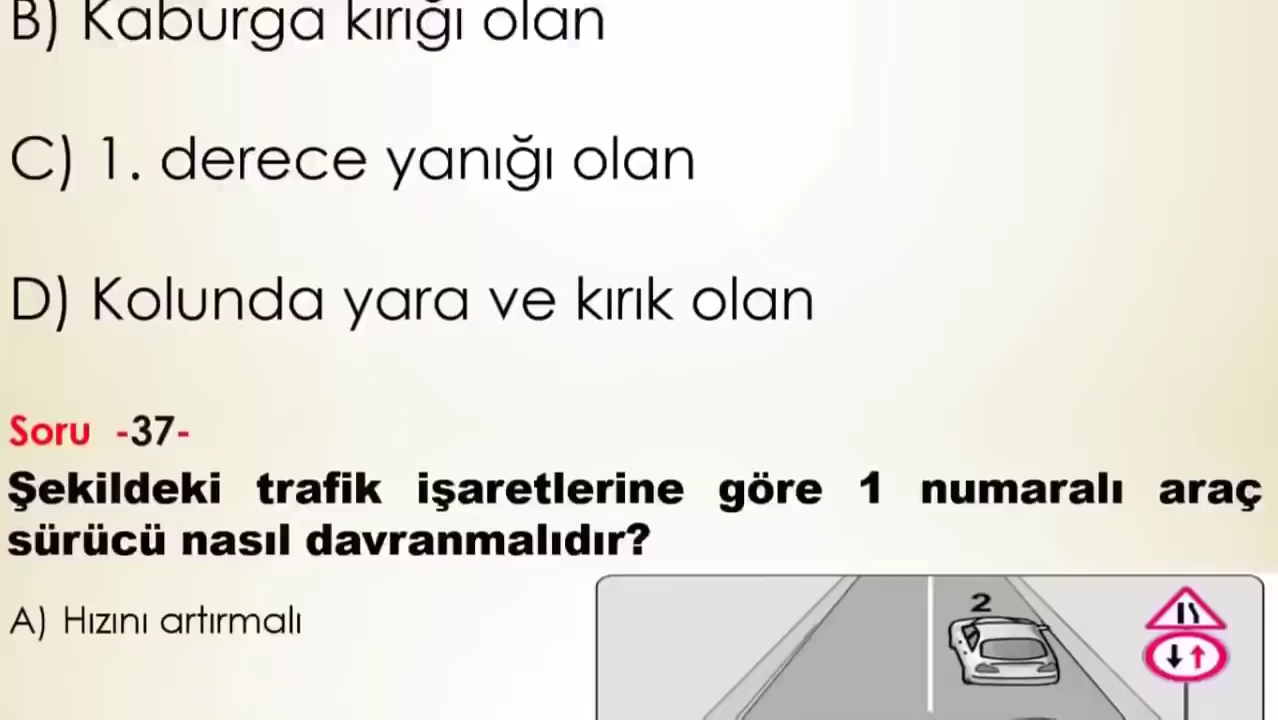 B) Kaburga kırığı olan
C) 1. derece yanığı olan
D) Kolunda yara ve kırık olan
Soru -37-
Şekildeki trafik işaretlerine göre 1 numaralı araç
sürücü nasıl davranmalıdır?
A) Hızını artırmalı
2